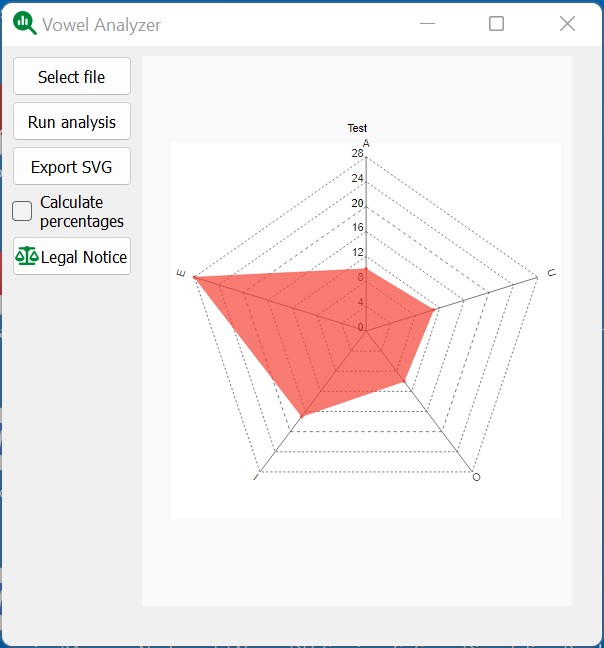 Vowel Analyzer
Select file
Run analysis
Export SVG
Calculate
percentages
Legal Notice
Test
A
28
24
20
16
12
8
4
0
E
U
I
O